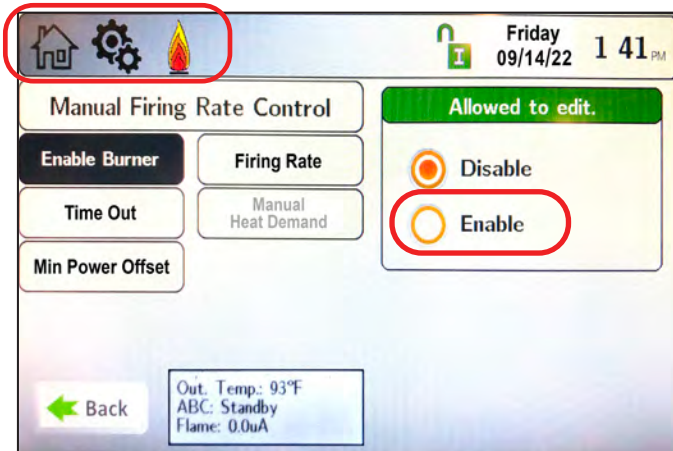 I
Friday
09/14/22
1 41 PM
Manual Firing Rate Control
Allowed to edit.
Enable Burner
Firing Rate
Disable
Time Out
Manual
Heat Demand
Enable
Min Power Offset
Back
Out. Temp.: 93°F
ABC: Standby
Flame: 0.0uA